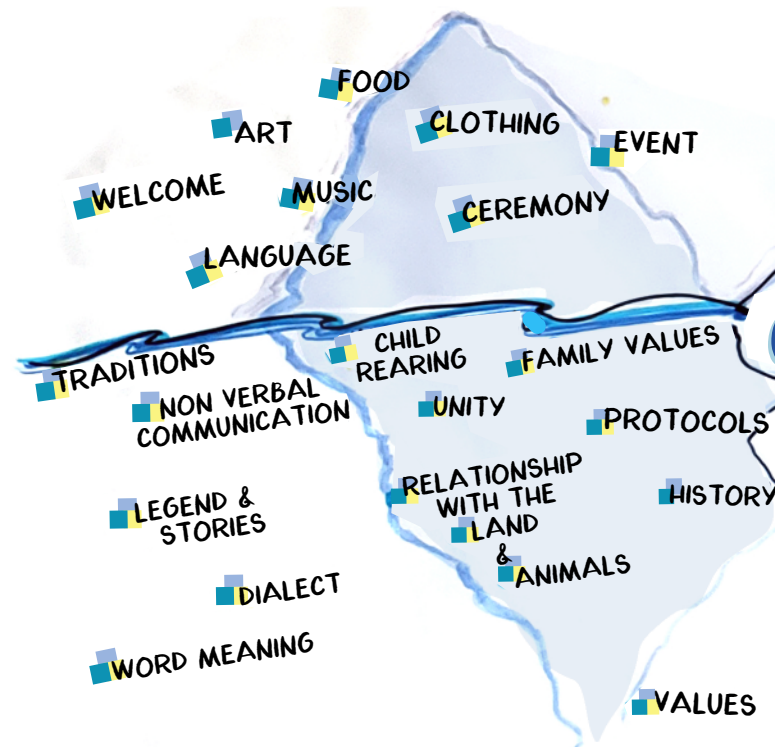 FOOD
ART
CLOTHING
EVENT
WELCOME
MUSIC
CEREMONY
LANGUAGE
TRADITIONS
CHILD
REARING
FAMILY VALUES
NON VERBAL
COMMUNICATION
UNITY
PROTOCOLS
LEGEND &
STORIES
RELATIONSHIP
WITH THE
LAND
&
ANIMALS
HISTORY
DIALECT
WORD MEANING
VALUES